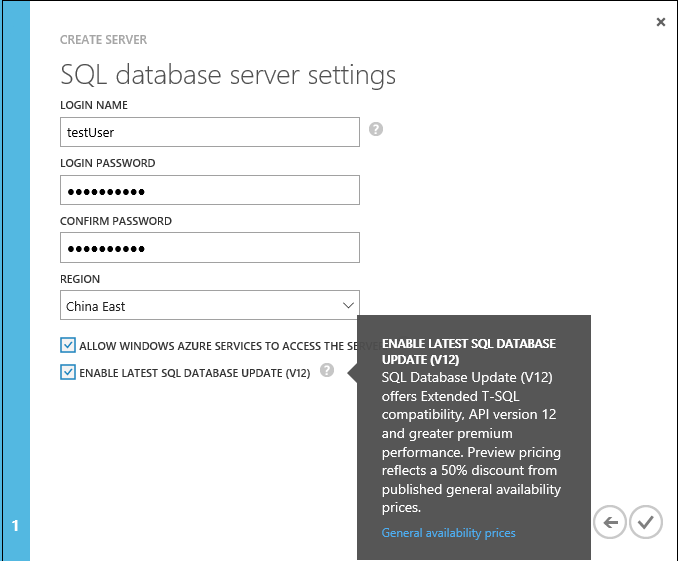 CREATE SERVER
SQL database server settings
LOGIN NAME
testUser
?
LOGIN PASSWORD
●●●●●●●●●●
CONFIRM PASSWORD
●●●●●●●●●●
REGION
China East
ALLOW WINDOWS AZURE SERVICES TO ACCESS THE SERVER
ENABLE LATEST SQL DATABASE UPDATE (V12)
?
ENABLE LATEST SQL DATABASE
UPDATE (V12)
SQL Database Update (V12)
offers Extended T-SQL
compatibility, API version 12
and greater premium
performance. Preview pricing
reflects a 50% discount from
published general availability
prices.
General availability prices
1